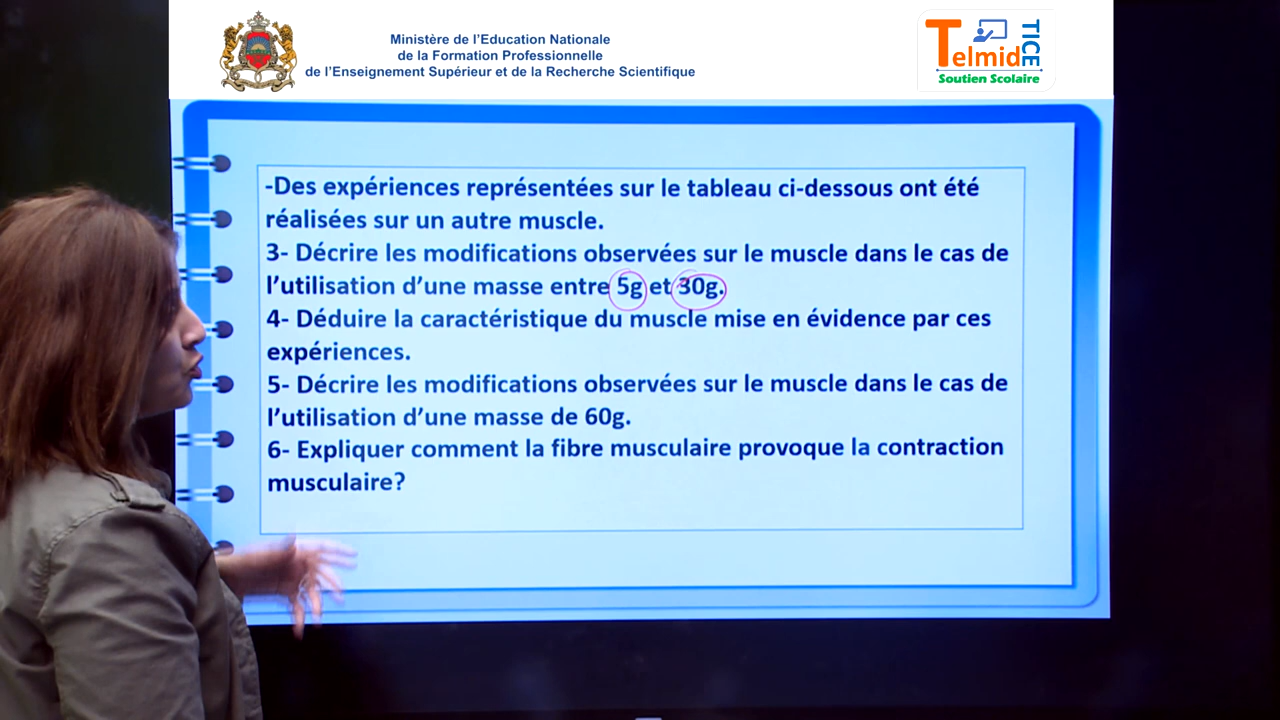 Ministère de l'Education Nationale
de la Formation Professionnelle
de l'Enseignement Supérieur et de la Recherche Scientifique
Telmid TICE
Soutien Scolaire
-Des expériences représentées sur le tableau ci-dessous ont été
réalisées sur un autre muscle.
3- Décrire les modifications observées sur le muscle dans le cas de
l'utilisation d'une masse entre 5g et 30g.
4- Déduire la caractéristique du muscle mise en évidence par ces
expériences.
5- Décrire les modifications observées sur le muscle dans le cas de
l'utilisation d'une masse de 60g.
6- Expliquer comment la fibre musculaire provoque la contraction
musculaire?